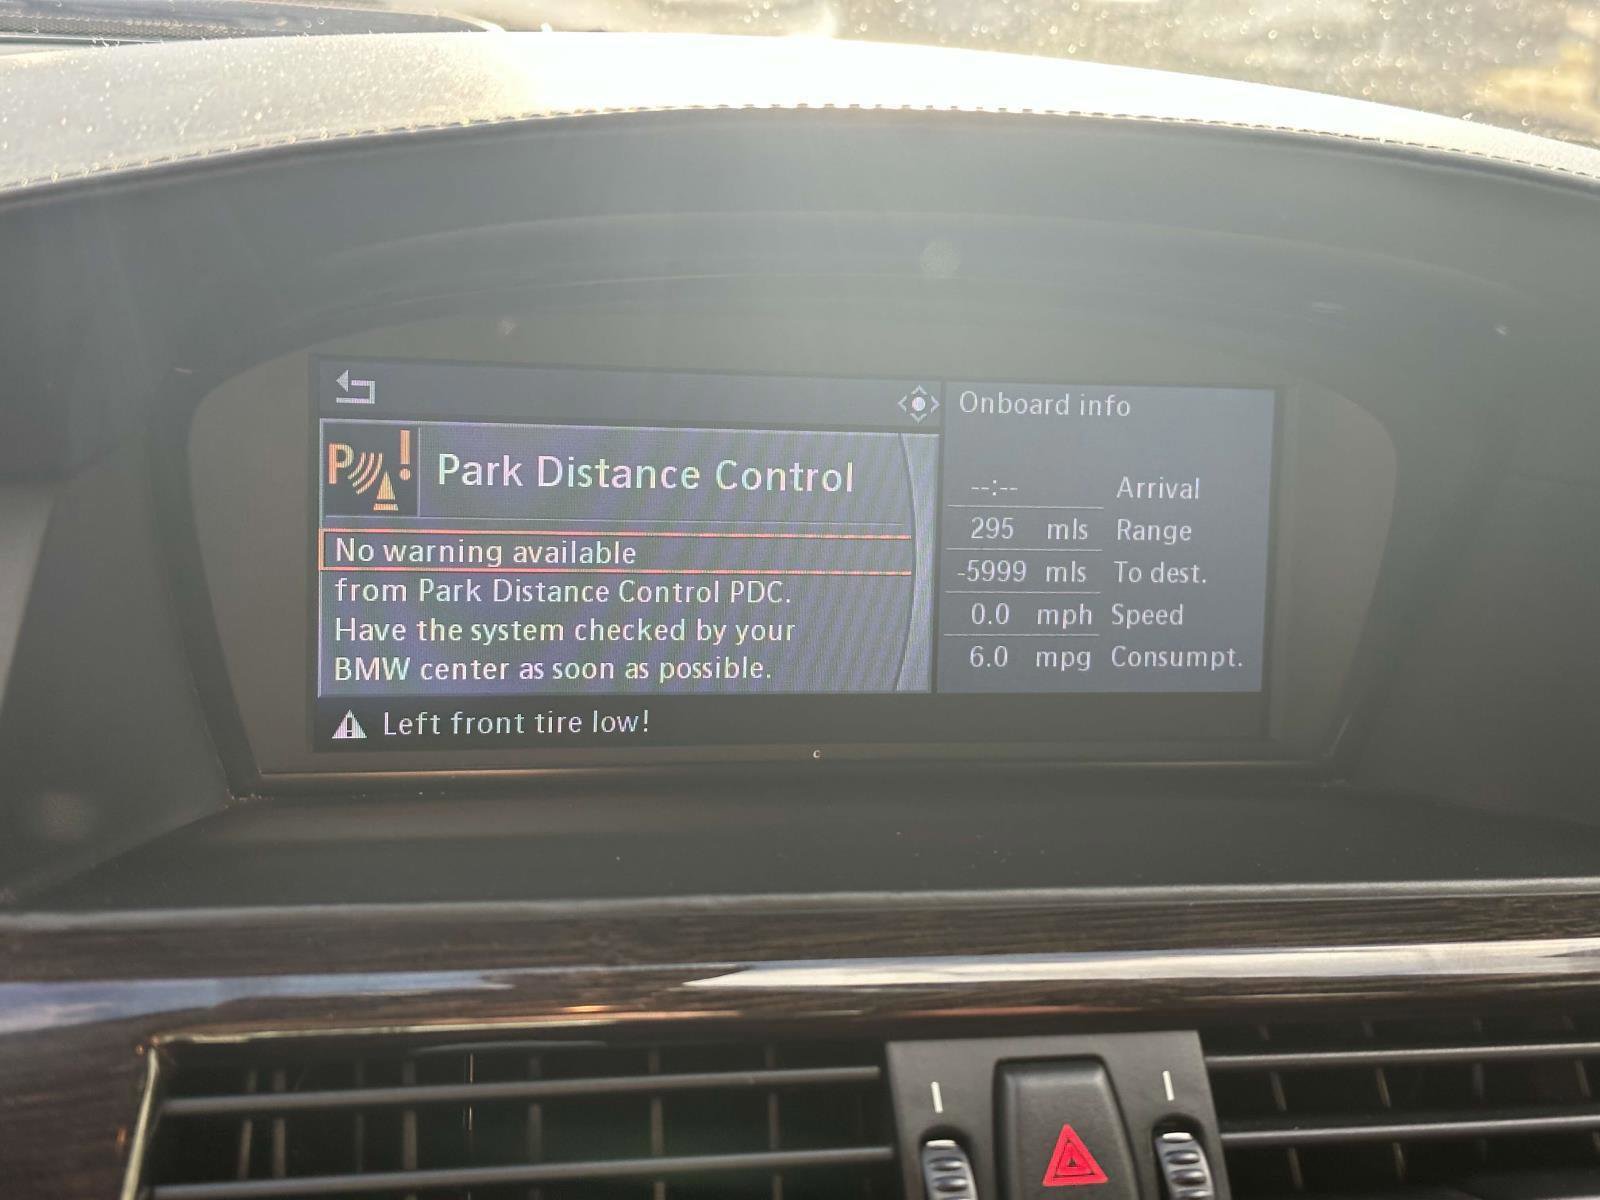 Onboard info
P !
Park Distance Control
No warning available
from Park Distance Control PDC.
Have the system checked by your
BMW center as soon as possible.
Left front tire low!
--:-- Arrival
295 mls Range
-5999 mls To dest.
0.0 mph Speed
6.0 mpg Consumpt.
c